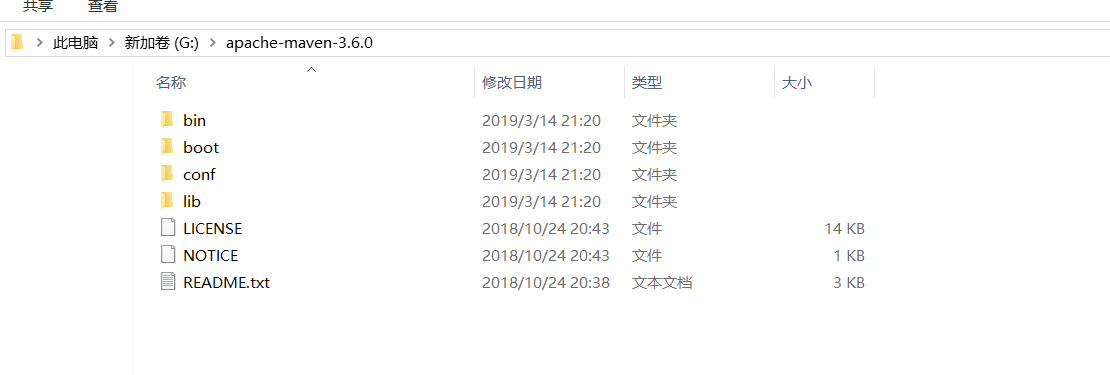 共享 查看
此电脑 新加卷 (G:) apache-maven-3.6.0
名称 修改日期 类型 大小
bin 2019/3/14 21:20 文件夹
boot 2019/3/14 21:20 文件夹
conf 2019/3/14 21:20 文件夹
lib 2019/3/14 21:20 文件夹
LICENSE 2018/10/24 20:43 文件 14 KB
NOTICE 2018/10/24 20:43 文件 1 KB
README.txt 2018/10/24 20:38 文本文档 3 KB